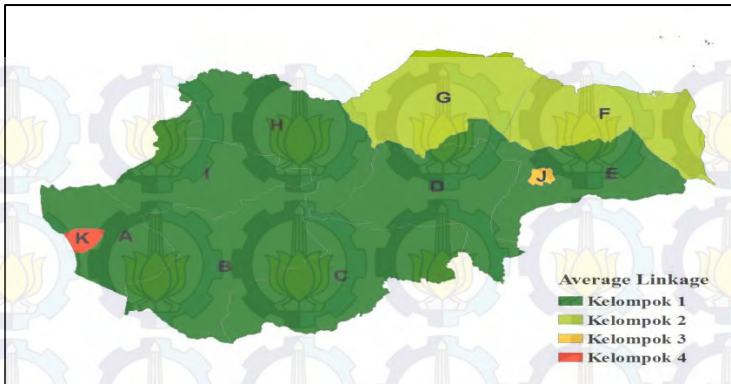 G
F
H
I
D
J
E
K
A
B
C
Average Linkage
Kelompok 1
Kelompok 2
Kelompok 3
Kelompok 4